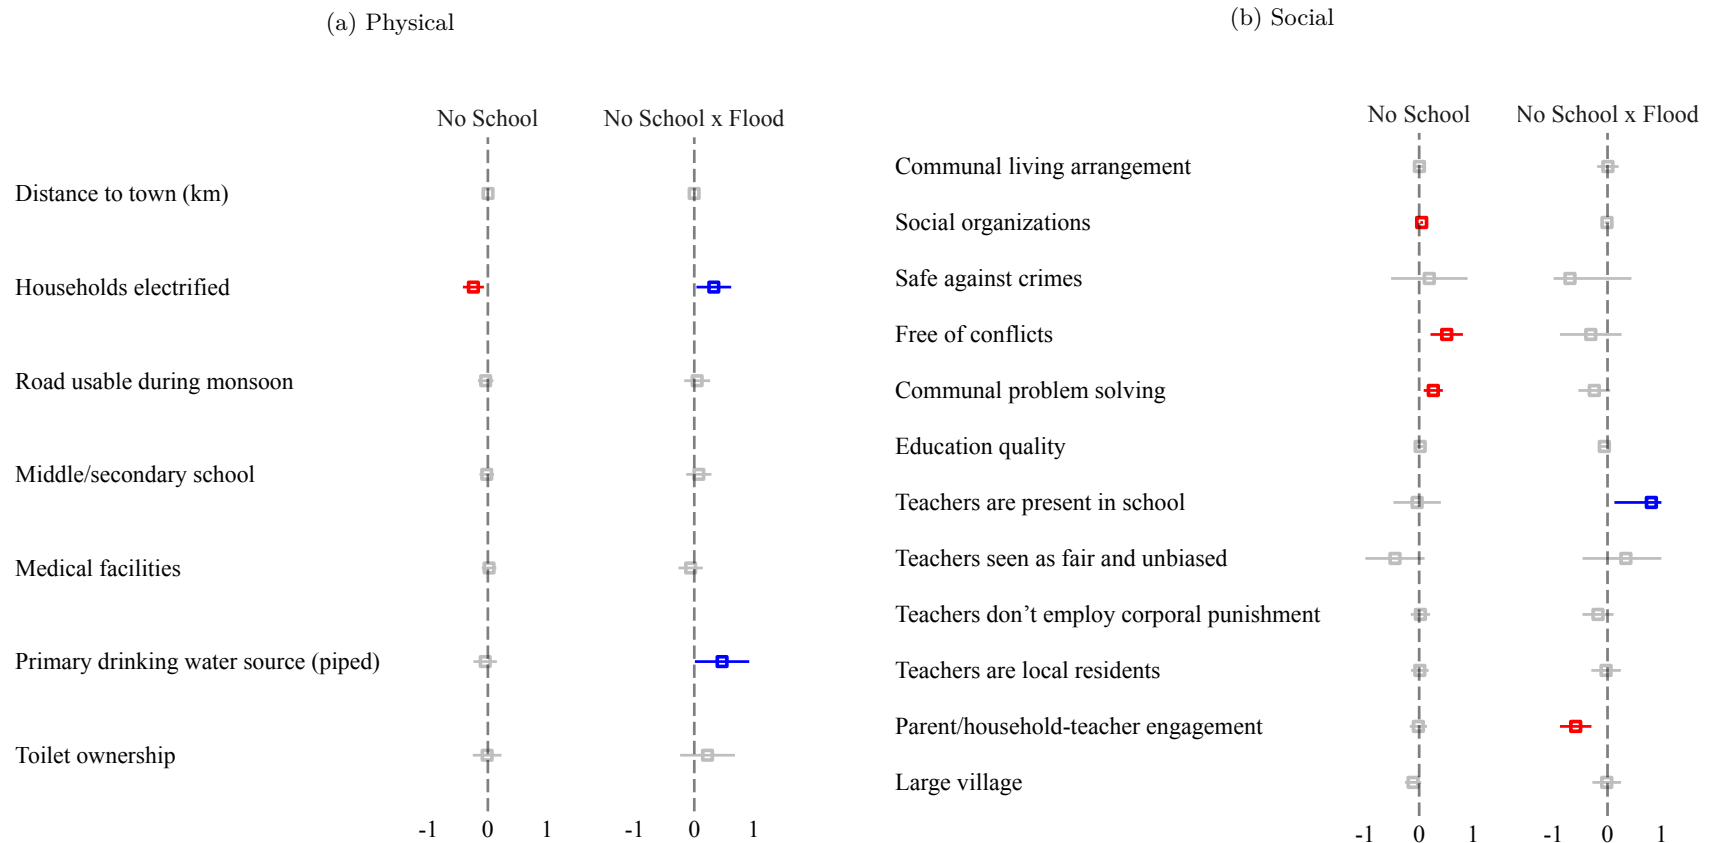 (a) Physical
No School No School x Flood
Distance to town (km)
Households electrified
Road usable during monsoon
Middle/secondary school
Medical facilities
Primary drinking water source (piped)
Toilet ownership
-1 0 1 -1 0 1
(b) Social
No School No School x Flood
Communal living arrangement
Social organizations
Safe against crimes
Free of conflicts
Communal problem solving
Education quality
Teachers are present in school
Teachers seen as fair and unbiased
Teachers don’t employ corporal punishment
Teachers are local residents
Parent/household-teacher engagement
Large village
-1 0 1 -1 0 1